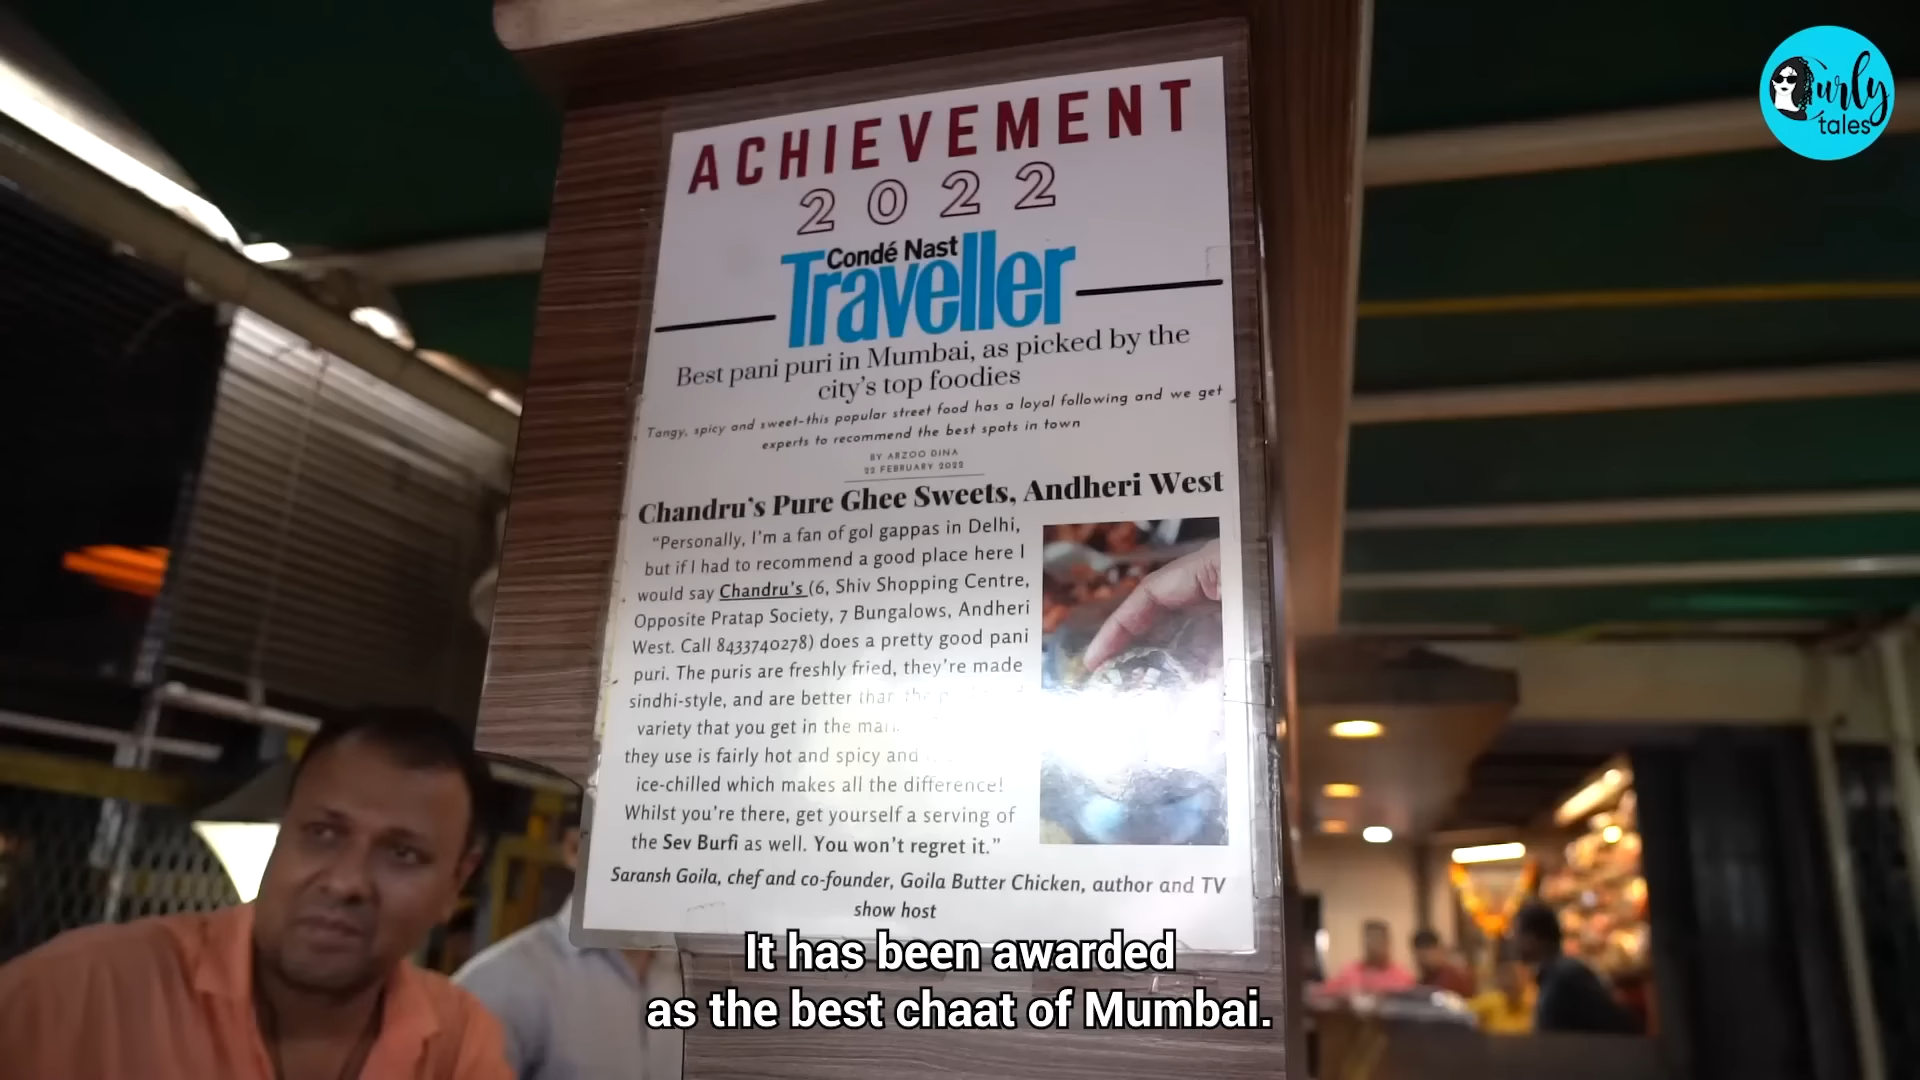 ACHIEVEMENT
2022
Condé Nast
Traveller
Best pani puri in Mumbai, as picked by the
city's top foodies
Tangy, spicy and sweet-this popular street food has a loyal following and we get
experts to recommend the best spots in town
BY ARZOO DINA
22 FEBRUARY 2022
Chandru's Pure Ghee Sweets, Andheri West
"Personally, I'm a fan of gol gappas in Delhi,
but if I had to recommend a good place here I
would say Chandru's (6, Shiv Shopping Centre,
Opposite Pratap Society, 7 Bungalows, Andheri
West. Call 8433740278) does a pretty good pani
puri. The puris are freshly fried, they're made
sindhi-style, and are better than the
variety that you get in the
they use is fairly hot and spicy and
ice-chilled which makes all the difference!
Whilst you're there, get yourself a serving of
the Sev Burfi as well. You won't regret it."
Saransh Goila, chef and co-founder, Goila Butter Chicken, author and TV
show host
It has been awarded
as the best chaat of Mumbai.
Curly
tales